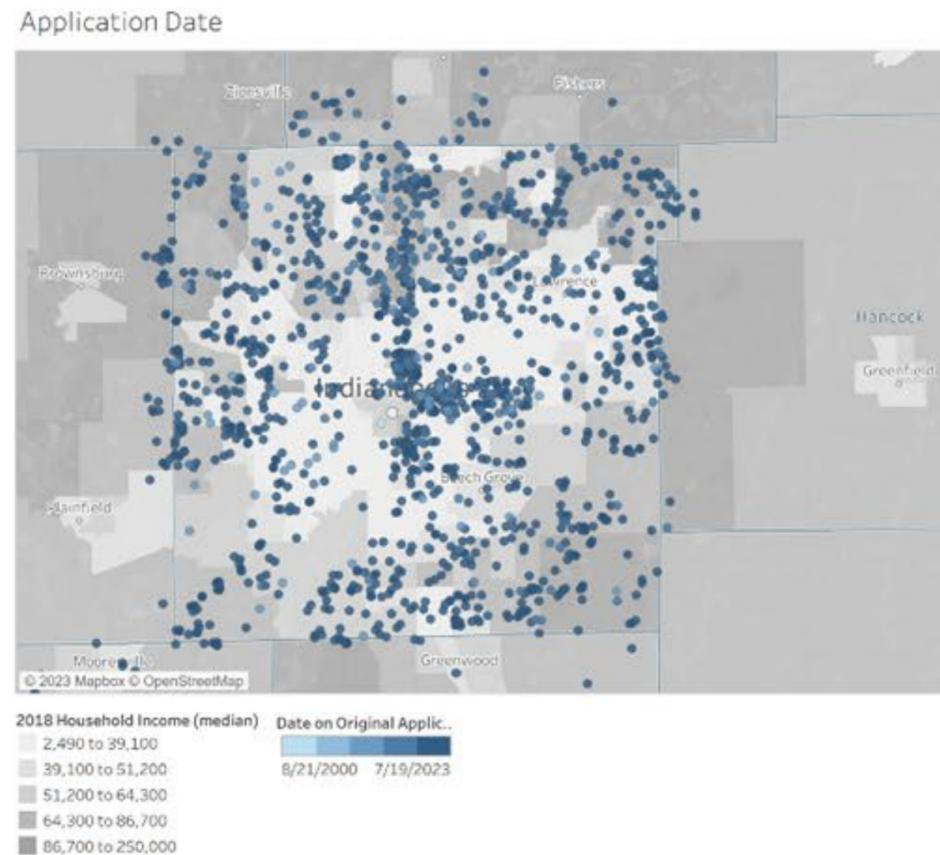 Application Date
Zionsville
Fishers
Brownsburg
Lawrence
Hancock
Greenfield
Beech Grove
Plainfield
Greenwood
© 2023 Mapbox © OpenStreetMap
2018 Household Income (median)
2,490 to 39,100
39,100 to 51,200
51,200 to 64,300
64,300 to 86,700
86,700 to 250,000
Date on Original Applic..
8/21/2000 7/19/2023